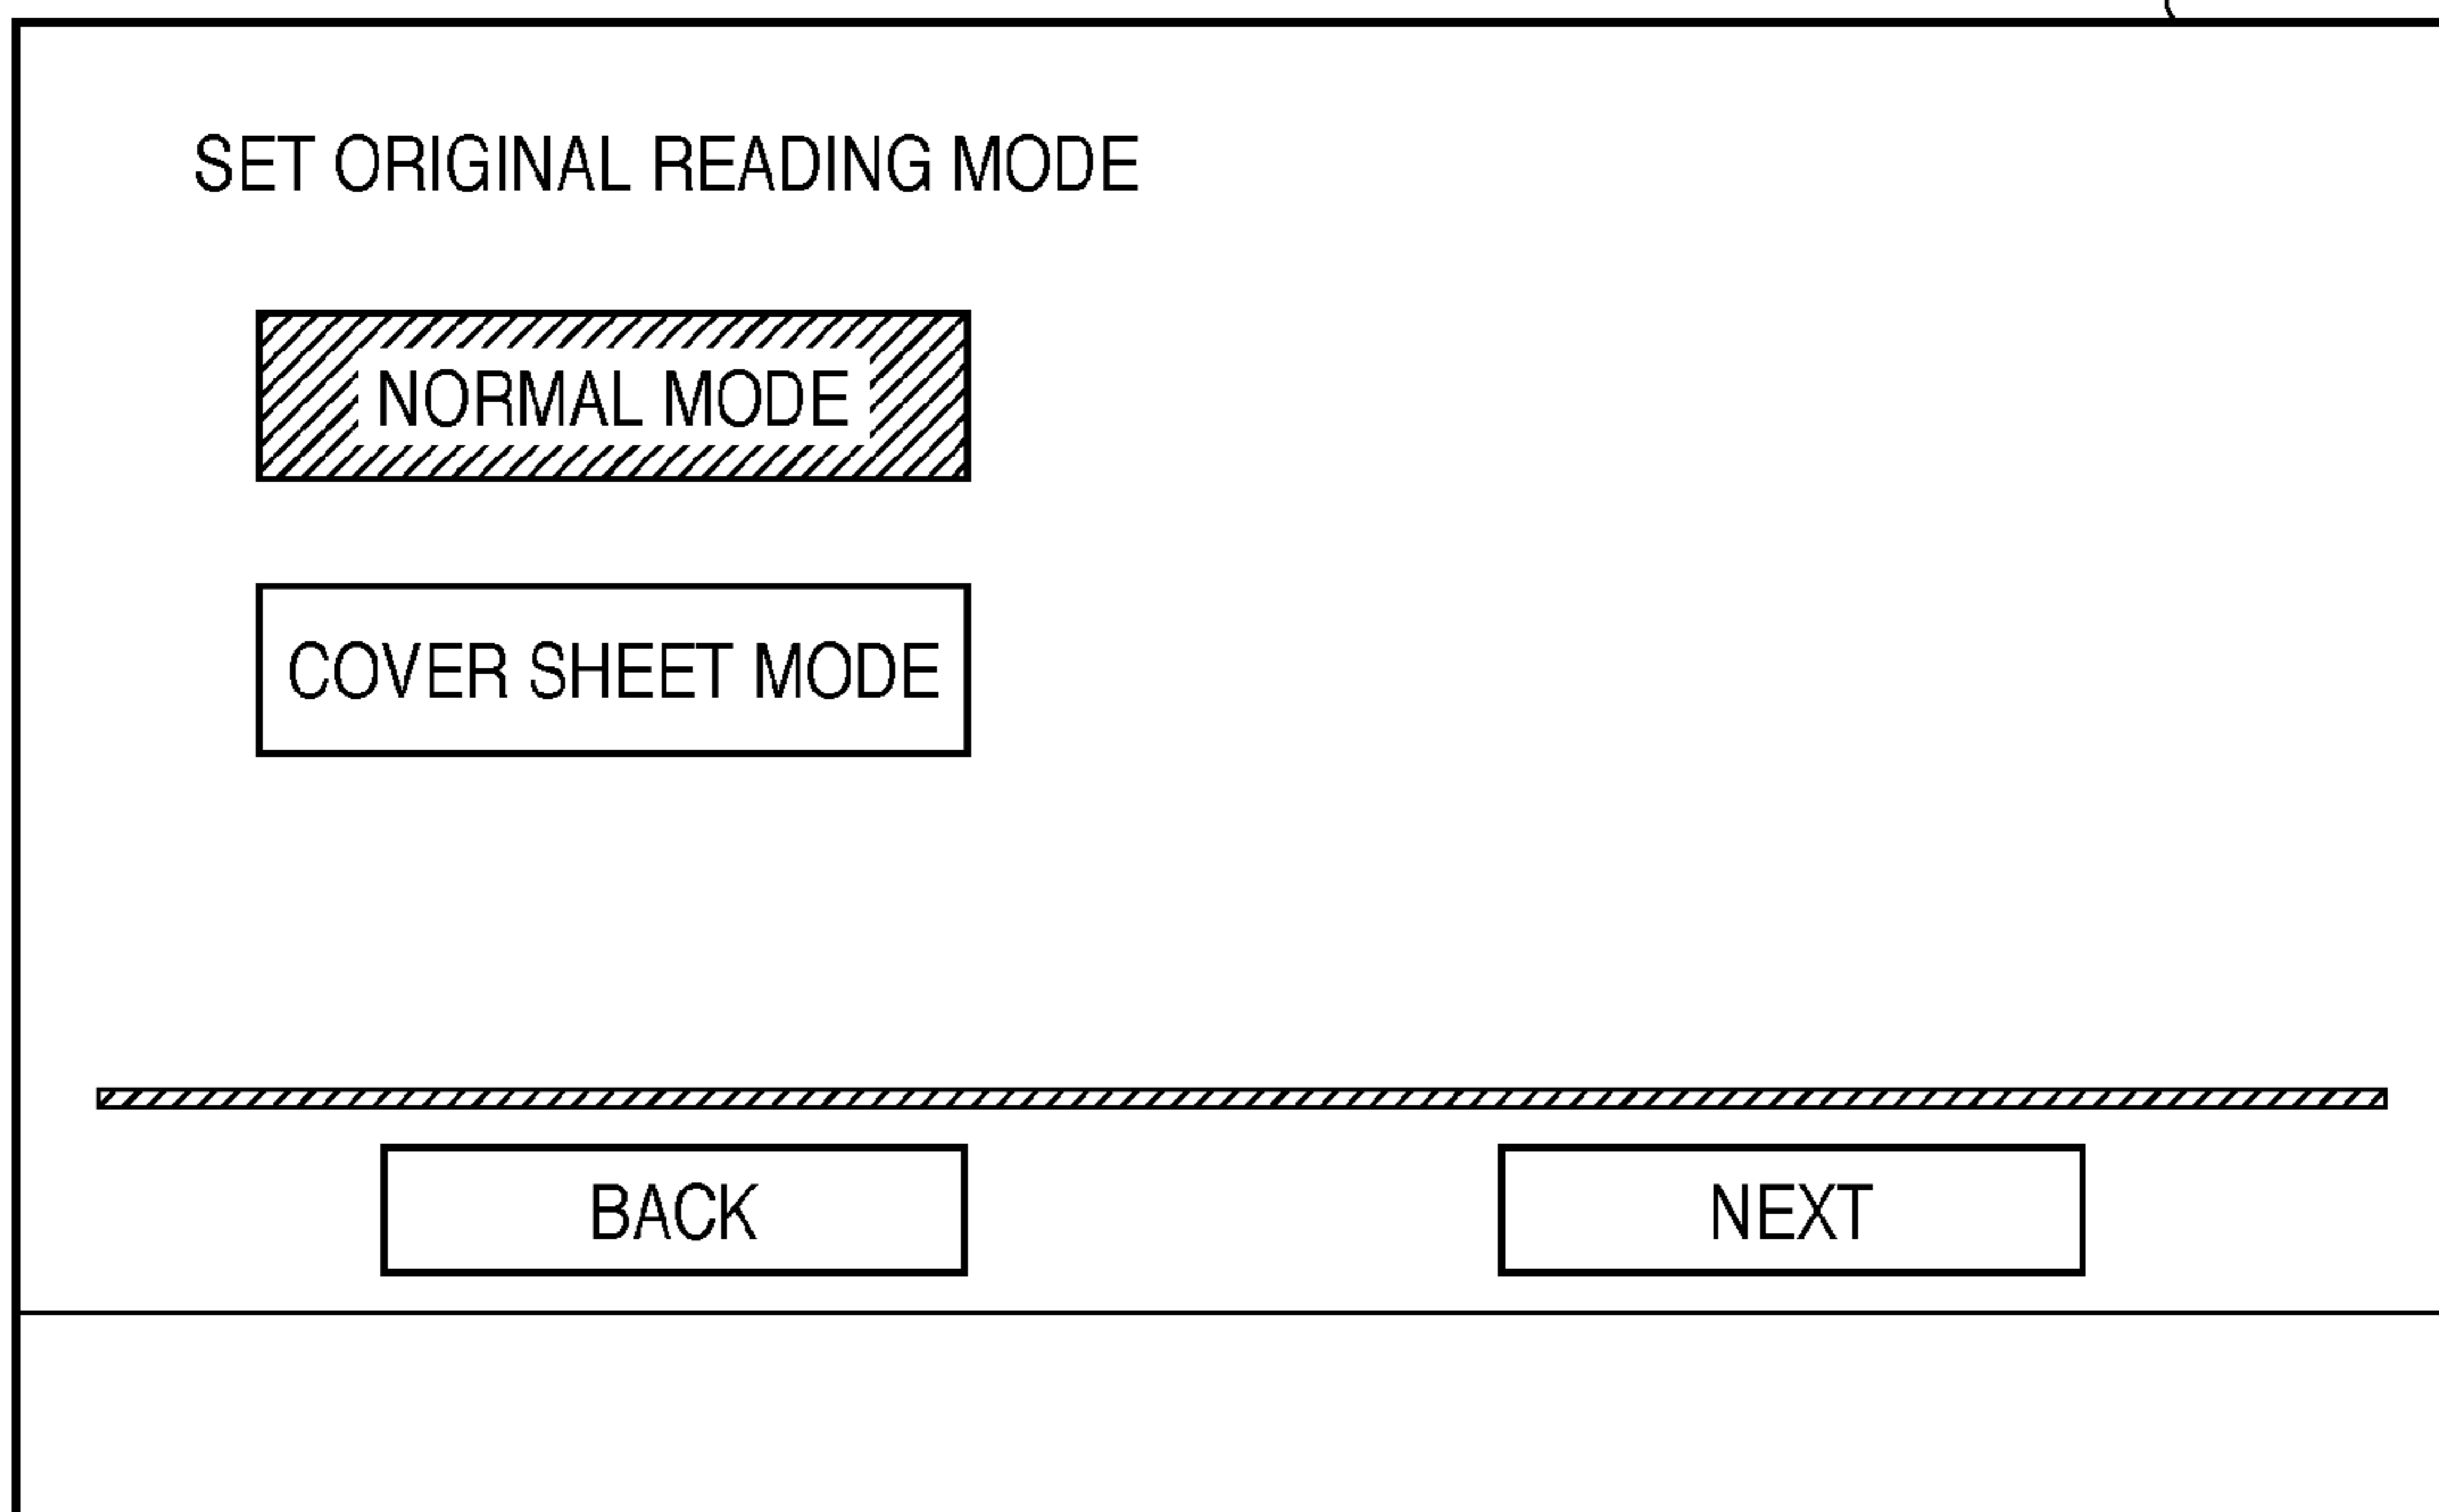 SET ORIGINAL READING MODE
NORMAL MODE
COVER SHEET MODE
BACK
NEXT